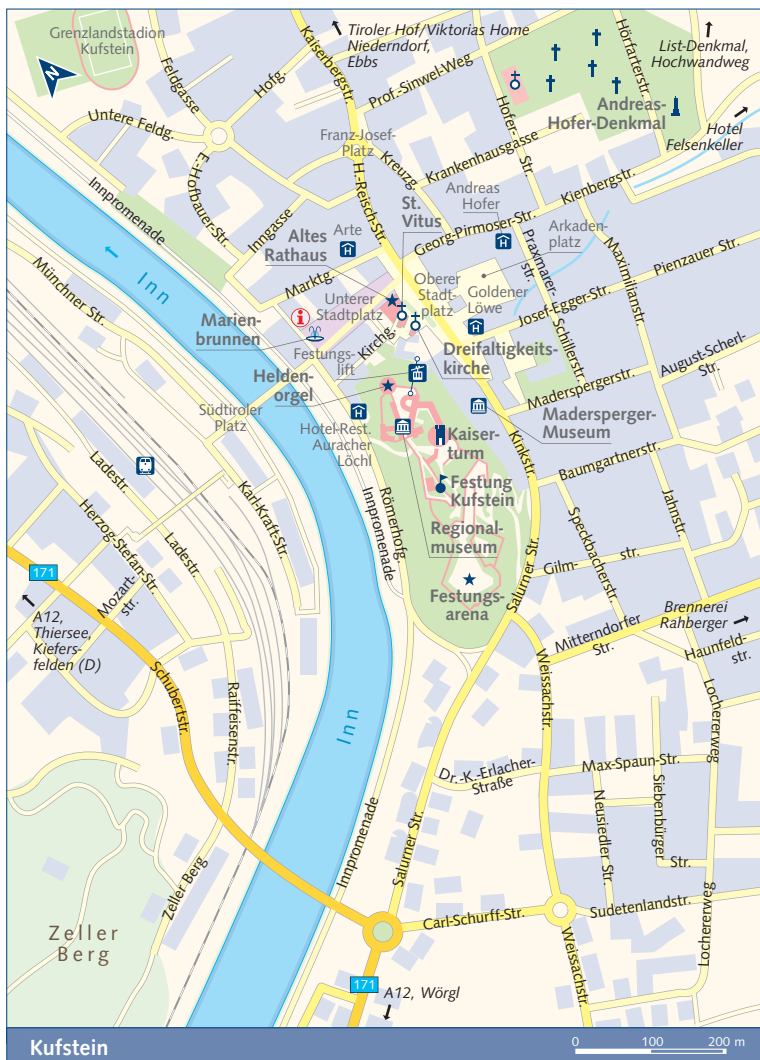 Grenzlandstadion
Kufstein
N
Tiroler Hof/Viktorias Home
Niederndorf,
Ebbs
List-Denkmal,
Hochwandweg
Hörfarterstr.
Andreas-
Hofer-Denkmal
Hotel
Felsenkeller
Feldgasse
Hofg.
Kaiserbergstr.
Prof.-Sinwel-Weg
Untere Feldg.
Franz-Josef-
Platz
Kreuzg.
Krankenhausgasse
Hofer-
Str.
Kienbergstr.
E.-Hofbauer-Str.
Inngasse
H.-Reisch-Str.
St.
Vitus
Andreas
Hofer
Innpromenade
Arte
Georg-Pirmoser-Str.
Arkaden-
platz
Altes
Rathaus
Praxmarer-
str.
Maximilianstr.
Pienzauer Str.
Münchner Str.
Inn
Marktg.
Unterer
Stadtplatz
Oberer
Stadt-
platz
Goldener
Löwe
Josef-Egger-Str.
i
Marien-
brunnen
Kirchg.
Festungs-
lift
Dreifaltigkeits-
kirche
Schillerstr.
Helden-
orgel
Maderspergerstr.
August-Scherl-
Str.
Südtiroler
Platz
Hotel-Rest.
Auracher
Löchl
Kaiser-
turm
Madersperger-
Museum
Kinkstr.
Baumgartnerstr.
Ladestr.
Karl-Kraft-Str.
Festung
Kufstein
Römerhofg.
Innpromenade
Regional-
museum
Herzog-Stefan-Str.
Ladestr.
Speckbacherstr.
Jahnstr.
171
Mozart-
str.
Salurner Str.
Gilm-
str.
Festungs-
arena
A12,
Thiersee,
Kiefers-
felden (D)
Brennerei
Rahberger
Mitterndorfer
Str.
Haunfeld-
str.
Weissachstr.
Schubertstr.
Raiffeisenstr.
Inn
Lochererweg
Dr.-K.-Erlacher-
Straße
Max-Spaun-Str.
Neusiedler Str.
Siebenbürger
Str.
Innpromenade
Salurner Str.
Zeller Berg
Zeller
Berg
Carl-Schurff-Str.
Sudetenlandstr.
Lochererweg
Weissachstr.
171
A12, Wörgl
Kufstein
0 100 200 m